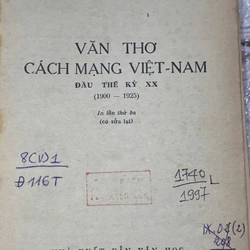 VĂN THƠ
CÁCH MẠNG VIỆT-NAM
ĐẦU THẾ KỶ XX
(1900 — 1925)
In lần thứ ba
(có sửa lại)
8(V)1
Đ116T
1740 L
1997